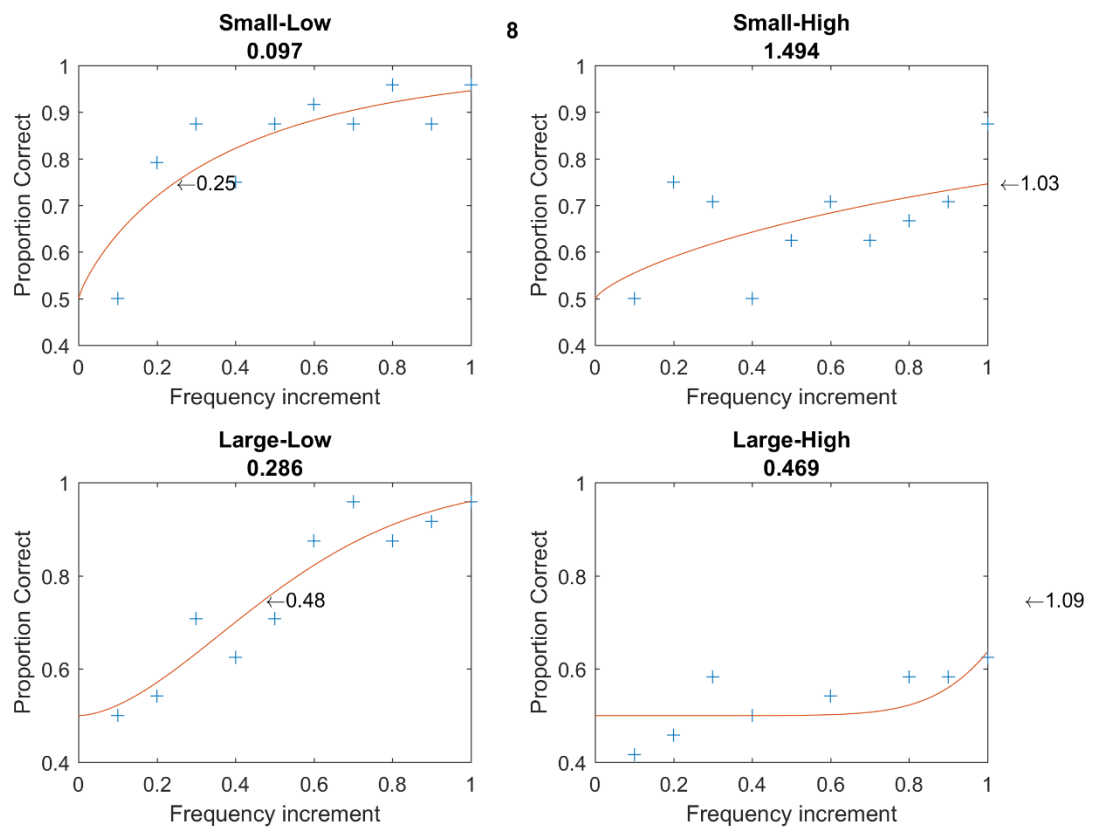 8
Small-Low
0.097
1
0.9
0.8
0.7
0.6
0.5
0.4
Proportion Correct
←0.25
0 0.2 0.4 0.6 0.8 1
Frequency increment
Small-High
1.494
1
0.9
0.8
0.7
0.6
0.5
0.4
Proportion Correct
←1.03
0 0.2 0.4 0.6 0.8 1
Frequency increment
Large-Low
0.286
1
0.8
0.6
0.4
Proportion Correct
←0.48
0 0.2 0.4 0.6 0.8 1
Frequency increment
Large-High
0.469
1
0.8
0.6
0.4
Proportion Correct
←1.09
0 0.2 0.4 0.6 0.8 1
Frequency increment